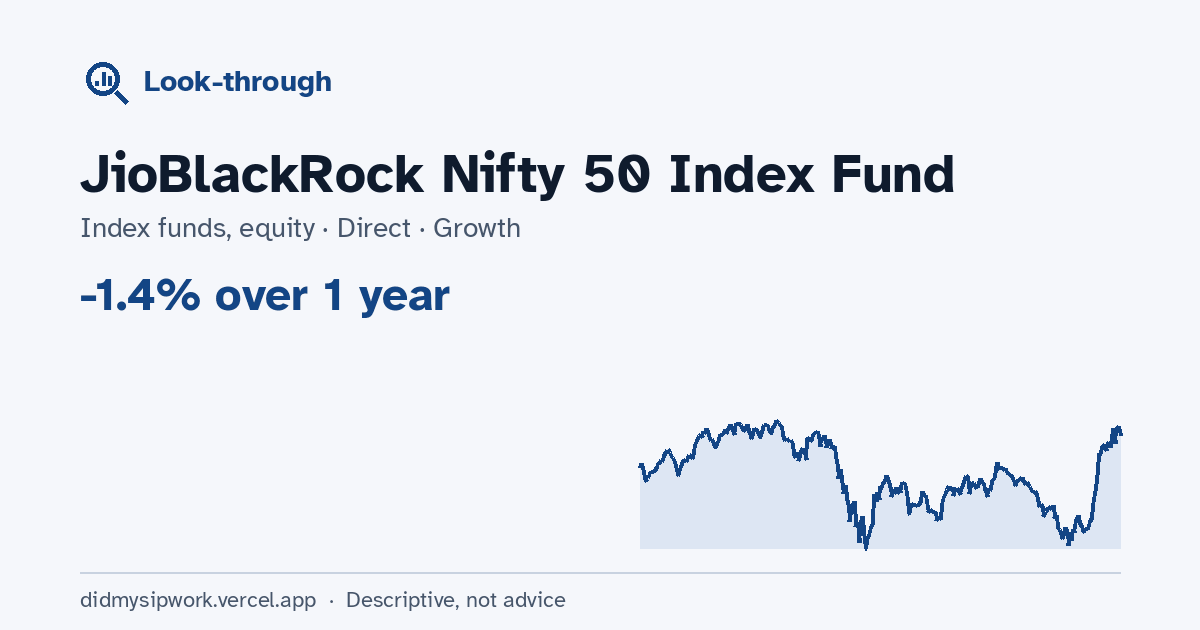 Look-through
JioBlackRock Nifty 50 Index Fund
Index funds, equity · Direct · Growth
-1.4% over 1 year
didmysipwork.vercel.app · Descriptive, not advice